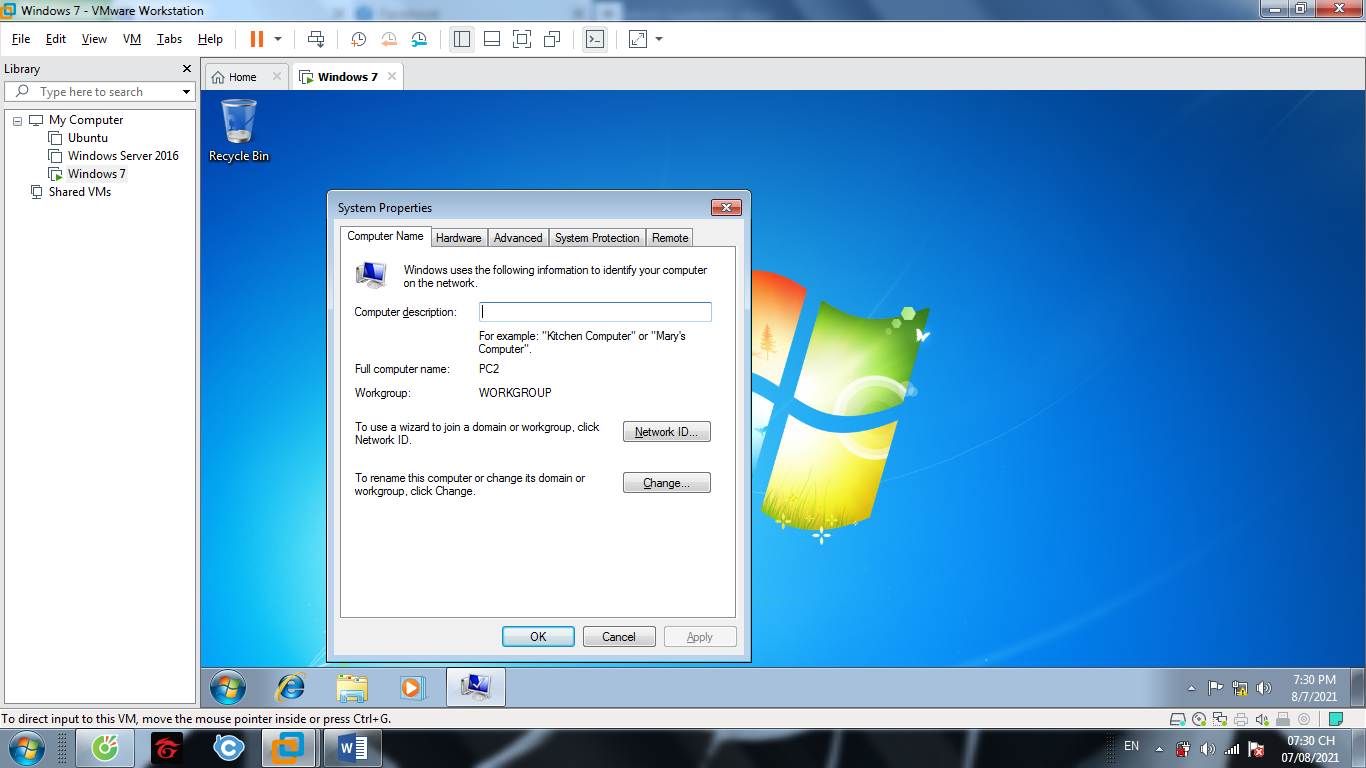 Windows 7 - VMware Workstation
File Edit View VM Tabs Help
Library
Type here to search
My Computer
Ubuntu
Windows Server 2016
Windows 7
Shared VMs
Home
Windows 7
Recycle Bin
System Properties
Computer Name Hardware Advanced System Protection Remote
Windows uses the following information to identify your computer
on the network.
Computer description:
For example: "Kitchen Computer" or "Mary's
Computer".
Full computer name: PC2
Workgroup: WORKGROUP
To use a wizard to join a domain or workgroup, click
Network ID.
Network ID...
To rename this computer or change its domain or
workgroup, click Change.
Change...
OK Cancel Apply
7:30 PM
8/7/2021
To direct input to this VM, move the mouse pointer inside or press Ctrl+G.
EN
07:30 CH
07/08/2021